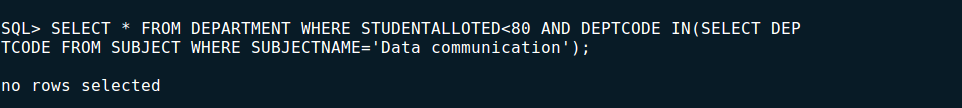 SQL> SELECT * FROM DEPARTMENT WHERE STUDENTALLOTED<80 AND DEPTCODE IN(SELECT DEP
TCODE FROM SUBJECT WHERE SUBJECTNAME='Data communication');
no rows selected